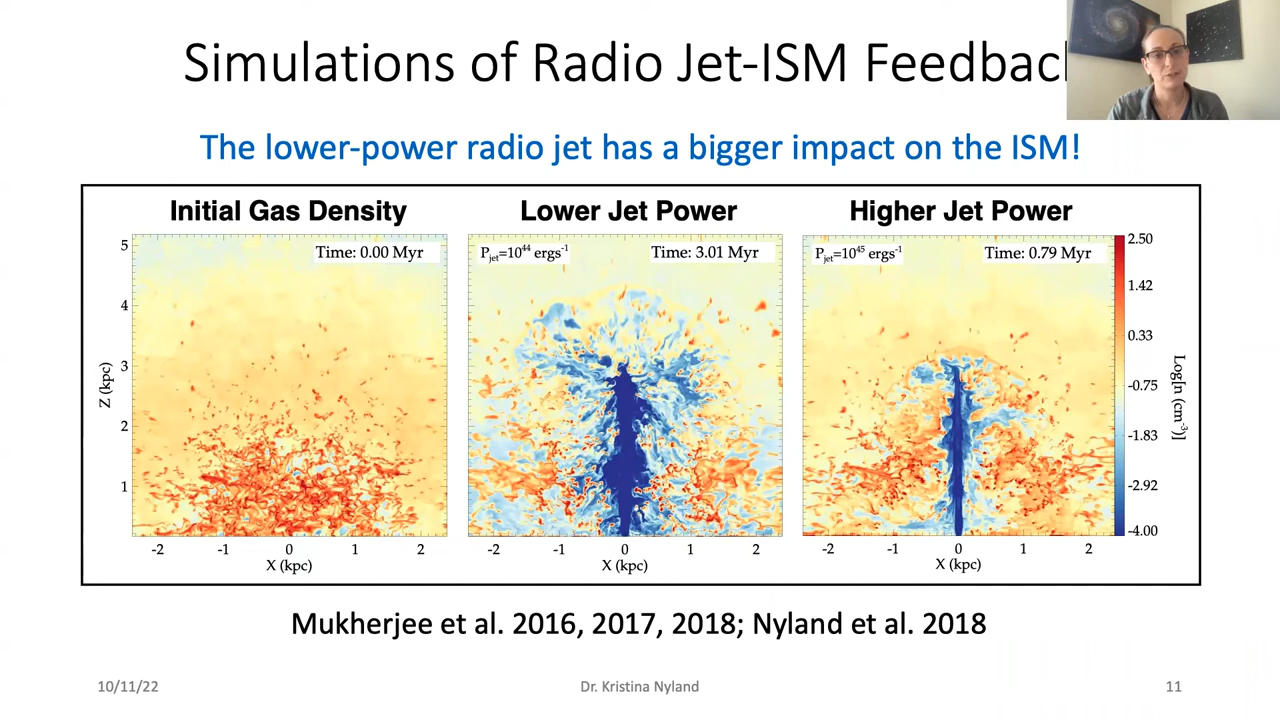 Simulations of Radio Jet-ISM Feedbac
The lower-power radio jet has a bigger impact on the ISM!
Initial Gas Density
Lower Jet Power
Higher Jet Power
Time: 0.00 Myr
P_jet=10^44 ergs^-1
Time: 3.01 Myr
P_jet=10^45 ergs^-1
Time: 0.79 Myr
5
4
3
2
1
Z (kpc)
-2 -1 0 1 2
X (kpc)
-2 -1 0 1 2
X (kpc)
-2 -1 0 1 2
X (kpc)
2.50
1.42
0.33
-0.75
-1.83
-2.92
-4.00
Log[n (cm^-3)]
Mukherjee et al. 2016, 2017, 2018; Nyland et al. 2018
10/11/22
Dr. Kristina Nyland
11